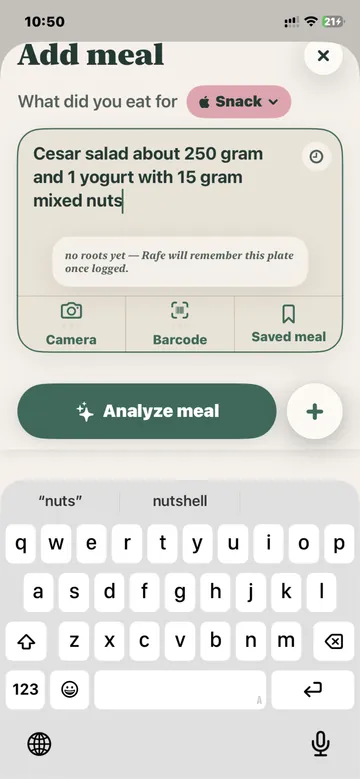 10:50
21
Add meal
What did you eat for
Snack
Cesar salad about 250 gram
and 1 yogurt with 15 gram
mixed nuts
no roots yet — Rafe will remember this plate
once logged.
Camera
Barcode
Saved meal
Analyze meal
“nuts”
nutshell
q w e r t y u i o p
a s d f g h j k l
z x c v b n m
123
A